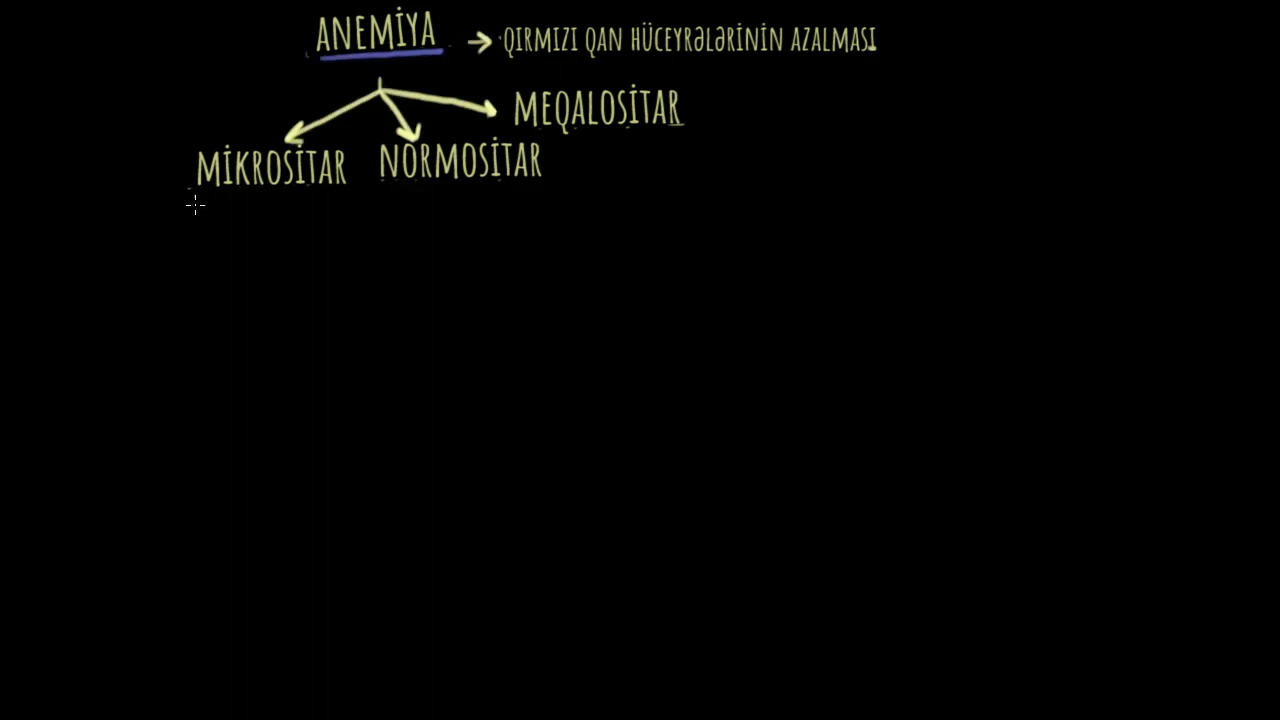 ANEMİYA → QIRMIZI QAN HÜCEYRƏLƏRİNİN AZALMASI
MEQALOSİTAR
MİKROSİTAR NORMOSİTAR